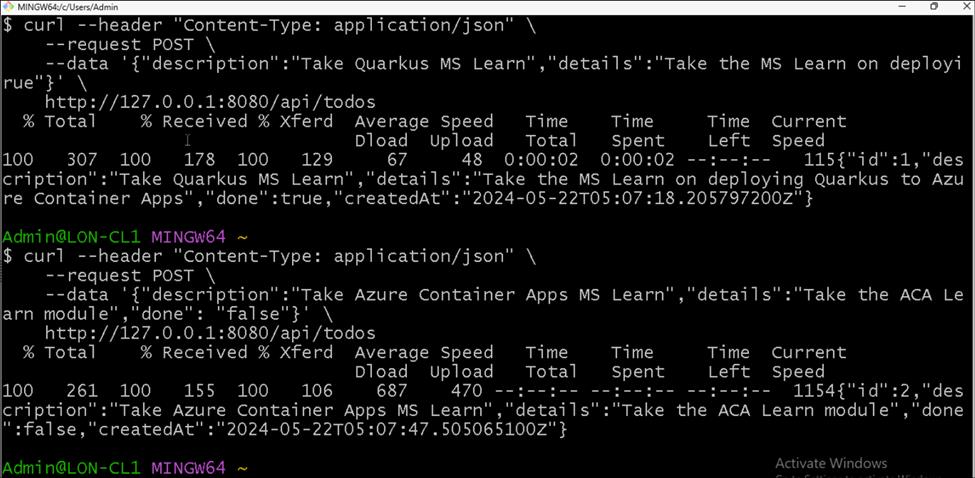 MINGW64:/c/Users/Admin
$ curl --header "Content-Type: application/json" \
    --request POST \
    --data '{"description":"Take Quarkus MS Learn","details":"Take the MS Learn on deployi
rue"}' \
    http://127.0.0.1:8080/api/todos
  % Total    % Received % Xferd  Average Speed   Time    Time     Time  Current
                                 Dload  Upload   Total   Spent    Left  Speed
100   307  100   178  100   129     67     48  0:00:02  0:00:02 --:--:--   115{"id":1,"des
cription":"Take Quarkus MS Learn","details":"Take the MS Learn on deploying Quarkus to Azu
re Container Apps","done":true,"createdAt":"2024-05-22T05:07:18.205797200Z"}
Admin@LON-CL1 MINGW64 ~
$ curl --header "Content-Type: application/json" \
    --request POST \
    --data '{"description":"Take Azure Container Apps MS Learn","details":"Take the ACA Le
arn module","done": "false"}' \
    http://127.0.0.1:8080/api/todos
  % Total    % Received % Xferd  Average Speed   Time    Time     Time  Current
                                 Dload  Upload   Total   Spent    Left  Speed
100   261  100   155  100   106    687    470 --:--:-- --:--:-- --:--:--  1154{"id":2,"des
cription":"Take Azure Container Apps MS Learn","details":"Take the ACA Learn module","done
":false,"createdAt":"2024-05-22T05:07:47.505065100Z"}
Admin@LON-CL1 MINGW64 ~
Activate Windows